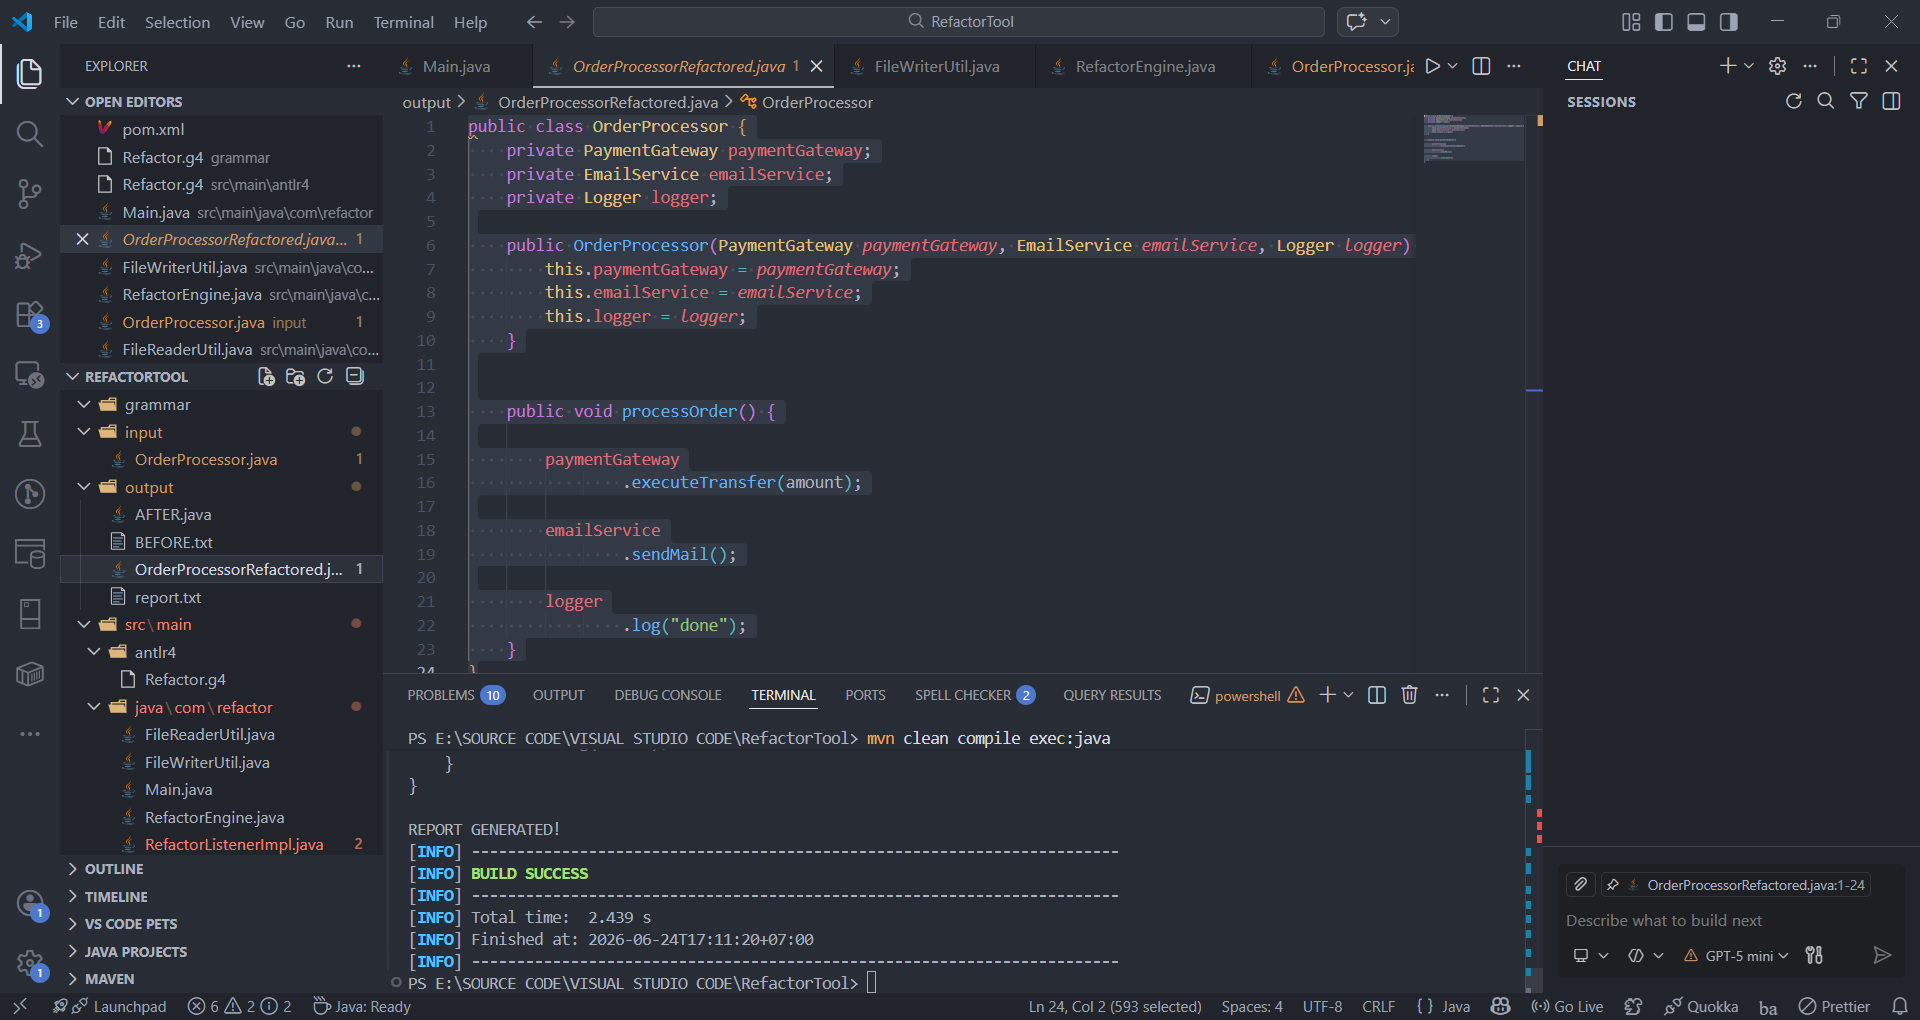 File Edit Selection View Go Run Terminal Help
RefactorTool
EXPLORER
OPEN EDITORS
pom.xml
Refactor.g4 grammar
Refactor.g4 src\main\antlr4
Main.java src\main\java\com\refactor
OrderProcessorRefactored.java... 1
FileWriterUtil.java src\main\java\co...
RefactorEngine.java src\main\java\c...
OrderProcessor.java input 1
FileReaderUtil.java src\main\java\co...
REFACTORTOOL
grammar
input
OrderProcessor.java 1
output
AFTER.java
BEFORE.txt
OrderProcessorRefactored.j... 1
report.txt
src\main
antlr4
Refactor.g4
java\com\refactor
FileReaderUtil.java
FileWriterUtil.java
Main.java
RefactorEngine.java
RefactorListenerImpl.java 2
OUTLINE
TIMELINE
VS CODE PETS
JAVA PROJECTS
MAVEN
3
1
1
Main.java
OrderProcessorRefactored.java 1
FileWriterUtil.java
RefactorEngine.java
OrderProcessor.ja
output > OrderProcessorRefactored.java > OrderProcessor
1 public class OrderProcessor {
2 private PaymentGateway paymentGateway;
3 private EmailService emailService;
4 private Logger logger;
5
6 public OrderProcessor(PaymentGateway paymentGateway, EmailService emailService, Logger logger)
7 this.paymentGateway = paymentGateway;
8 this.emailService = emailService;
9 this.logger = logger;
10 }
11
12
13 public void processOrder() {
14
15 paymentGateway
16 .executeTransfer(amount);
17
18 emailService
19 .sendMail();
20
21 logger
22 .log("done");
23 }
24 }
PROBLEMS 10 OUTPUT DEBUG CONSOLE TERMINAL PORTS SPELL CHECKER 2 QUERY RESULTS
powershell
PS E:\SOURCE CODE\VISUAL STUDIO CODE\RefactorTool> mvn clean compile exec:java
}
}
REPORT GENERATED!
[INFO] ------------------------------------------------------------------------
[INFO] BUILD SUCCESS
[INFO] ------------------------------------------------------------------------
[INFO] Total time:  2.439 s
[INFO] Finished at: 2026-06-24T17:11:20+07:00
[INFO] ------------------------------------------------------------------------
PS E:\SOURCE CODE\VISUAL STUDIO CODE\RefactorTool>
CHAT
SESSIONS
OrderProcessorRefactored.java:1-24
Describe what to build next
GPT-5 mini
Launchpad 6 2 2 Java: Ready
Ln 24, Col 2 (593 selected) Spaces: 4 UTF-8 CRLF { } Java Go Live Quokka ba Prettier